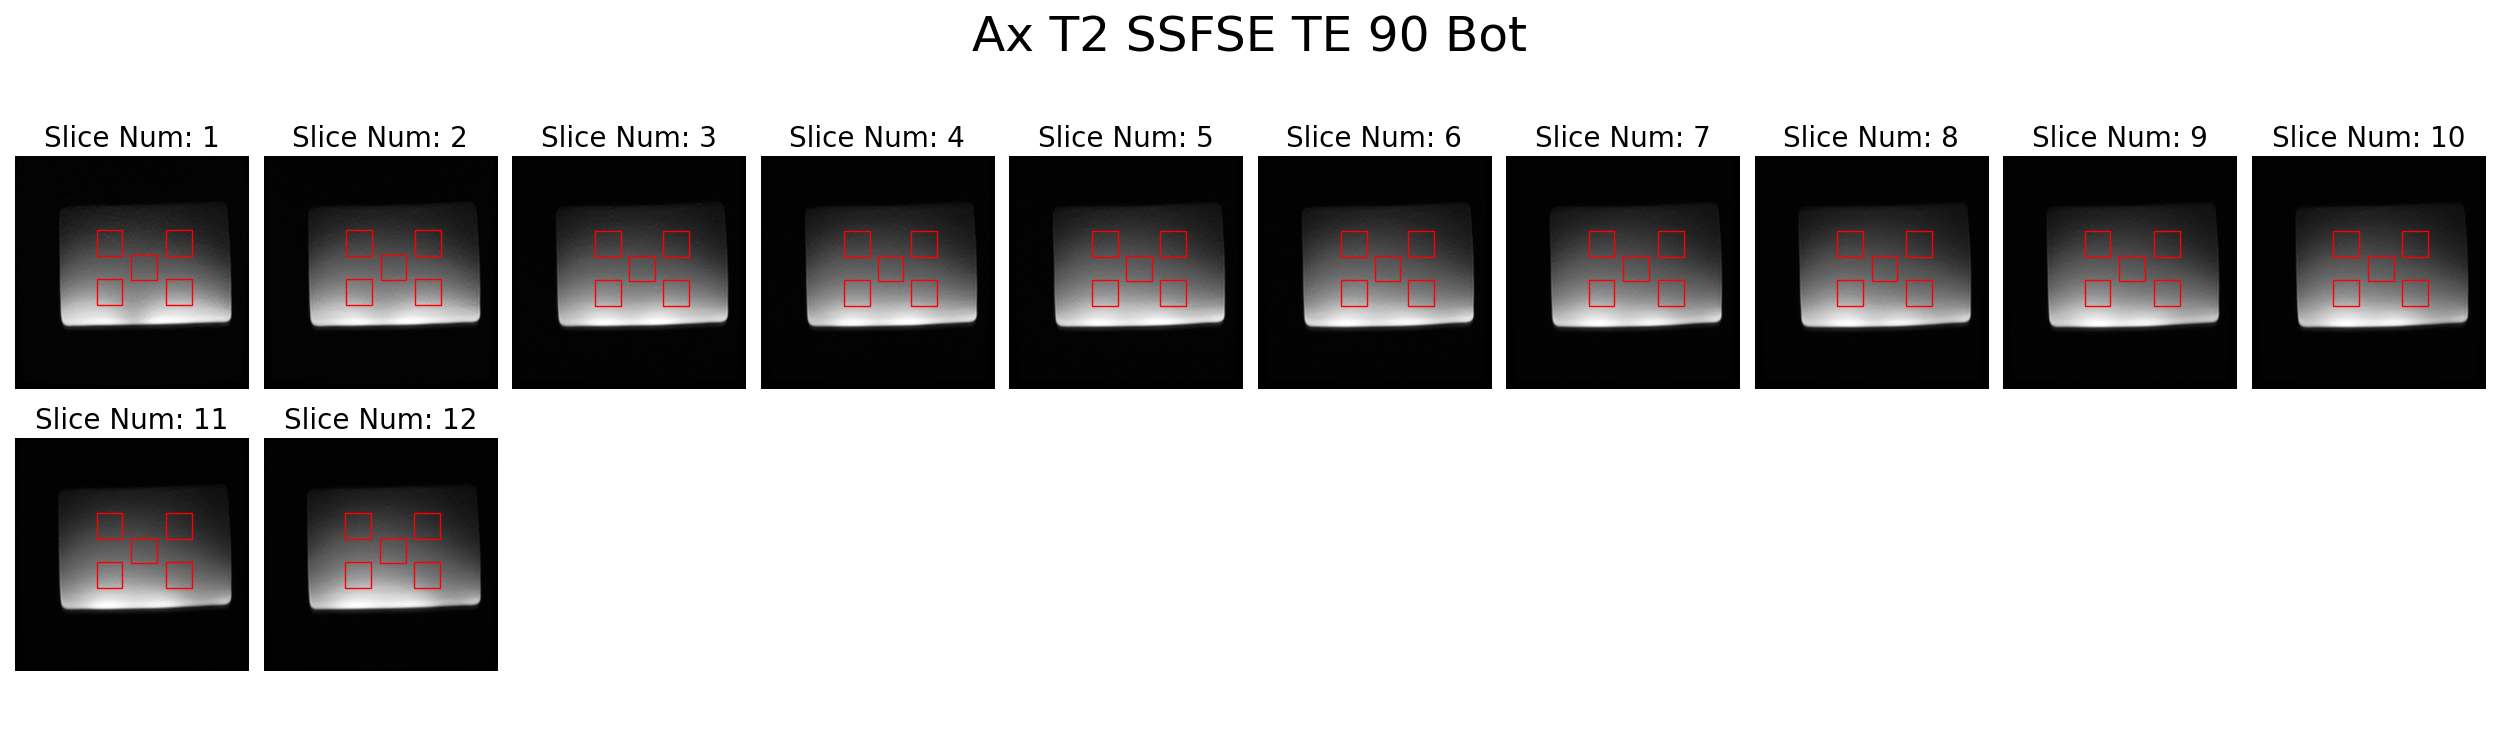 Ax T2 SSFSE TE 90 Bot
Slice Num: 1
Slice Num: 2
Slice Num: 3
Slice Num: 4
Slice Num: 5
Slice Num: 6
Slice Num: 7
Slice Num: 8
Slice Num: 9
Slice Num: 10
Slice Num: 11
Slice Num: 12